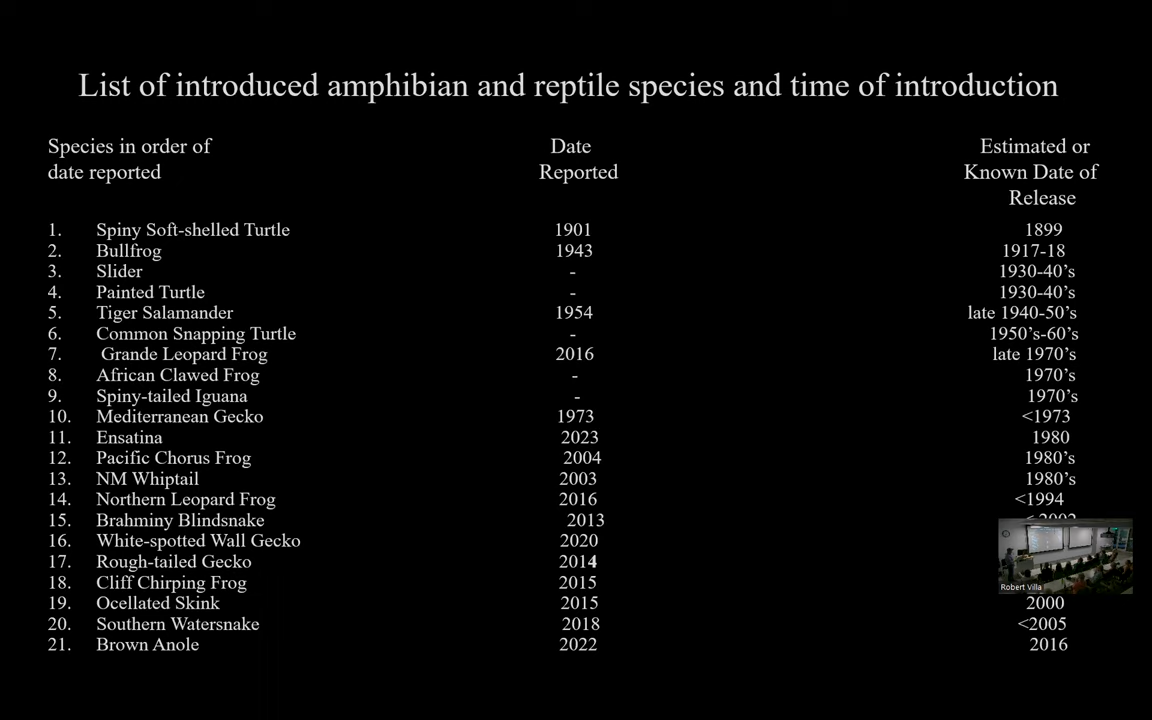 List of introduced amphibian and reptile species and time of introduction
Species in order of date reported Date Reported Estimated or Known Date of Release
1. Spiny Soft-shelled Turtle 1901 1899
2. Bullfrog 1943 1917-18
3. Slider - 1930-40’s
4. Painted Turtle - 1930-40’s
5. Tiger Salamander 1954 late 1940-50’s
6. Common Snapping Turtle - 1950’s-60’s
7. Grande Leopard Frog 2016 late 1970’s
8. African Clawed Frog - 1970’s
9. Spiny-tailed Iguana - 1970’s
10. Mediterranean Gecko 1973 <1973
11. Ensatina 2023 1980
12. Pacific Chorus Frog 2004 1980’s
13. NM Whiptail 2003 1980’s
14. Northern Leopard Frog 2016 <1994
15. Brahminy Blindsnake 2013
16. White-spotted Wall Gecko 2020
17. Rough-tailed Gecko 2014
18. Cliff Chirping Frog 2015
19. Ocellated Skink 2015 2000
20. Southern Watersnake 2018 <2005
21. Brown Anole 2022 2016
Robert Villa